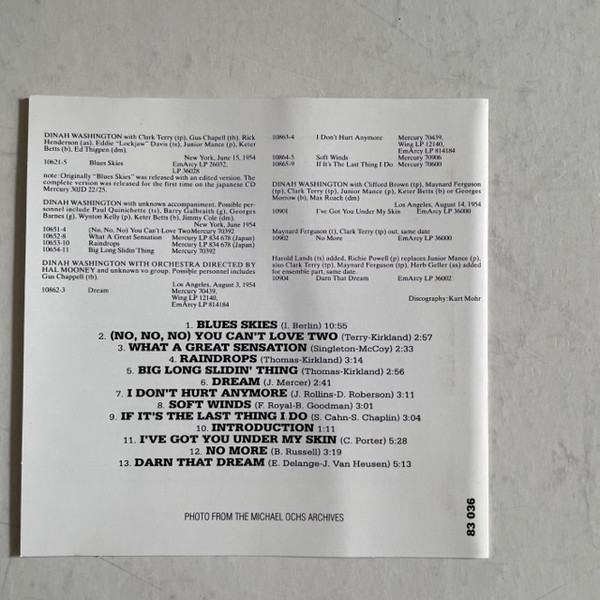 DINAH WASHINGTON with Clark Terry (tp), Gus Chapell (th). Rick
Henderson (as), Eddie "Lockjaw" Davis (ts), Junior Mance (p), Keter
Betts (b), Ed Thigpen (dm).
New York, June 15, 1954
10621-5 Blues Skies EmArcy LP 26032,
LP 36028
note: Originally "Blues Skies" was released with an edited version. The
complete version was released for the first time on the japanese CD
Mercury 30JD 22/25.
DINAH WASHINGTON with unknown accompaniment. Possible per-
sonnel include Paul Quinichette (ts), Barry Galbraith (g), Georges
Barnes (g), Wynton Kelly (p), Keter Betts (b), Jimmy Cole (dm).
New York, June 1954
10651-4 (No, No, No) You Can't Love Two Mercury 70392
10652-8 What A Great Sensation Mercury LP 834 678 (Japan)
10653-10 Raindrops Mercury LP 834 678 (Japan)
10654-11 Big Long Slidin' Thing Mercury 70392
DINAH WASHINGTON WITH ORCHESTRA DIRECTED BY
HAL MOONEY and unknown vo group. Possible personnel includes
Gus Chappell (tb).
Los Angeles, August 3, 1954
10862-3 Dream Mercury 70439,
Wing LP 12140,
EmArcy LP 814184
10863-4 I Don't Hurt Anymore Mercury 70439,
Wing LP 12140,
EmArcy LP 814184
10864-5 Soft Winds Mercury 70906
10865-9 If It's The Last Thing I Do Mercury 70600
DINAH WASHINGTON with Clifford Brown (tp), Maynard Ferguson
(tp), Clark Terry (tp), Junior Mance (p), Keter Betts (b) or Georges
Morrow (b), Max Roach (dm)
Los Angeles, August 14, 1954
10901 I've Got You Under My Skin EmArcy LP 36000
Maynard Ferguson (t), Clark Terry (tp) out, same date
10902 No More EmArcy LP 36000
Harold Lands (ts) added, Richie Powell (p) replaces Junior Mance (p),
also Clark Terry (tp), Maynard Ferguson (tp), Herb Geller (as) added
for ensemble part, same date.
10904 Darn That Dream EmArcy LP 36002
Discography: Kurt Mohr
1. BLUES SKIES (I. Berlin) 10:55
2. (NO, NO, NO) YOU CAN'T LOVE TWO (Terry-Kirkland) 2:57
3. WHAT A GREAT SENSATION (Singleton-McCoy) 2:33
4. RAINDROPS (Thomas-Kirkland) 3:14
5. BIG LONG SLIDIN' THING (Thomas-Kirkland) 2:56
6. DREAM (J. Mercer) 2:41
7. I DON'T HURT ANYMORE (J. Rollins-D. Roberson) 3:11
8. SOFT WINDS (F. Royal-B. Goodman) 3:01
9. IF IT'S THE LAST THING I DO (S. Cahn-S. Chaplin) 3:04
10. INTRODUCTION 1:11
11. I'VE GOT YOU UNDER MY SKIN (C. Porter) 5:28
12. NO MORE (B. Russell) 3:19
13. DARN THAT DREAM (E. Delange-J. Van Heusen) 5:13
PHOTO FROM THE MICHAEL OCHS ARCHIVES
83 036